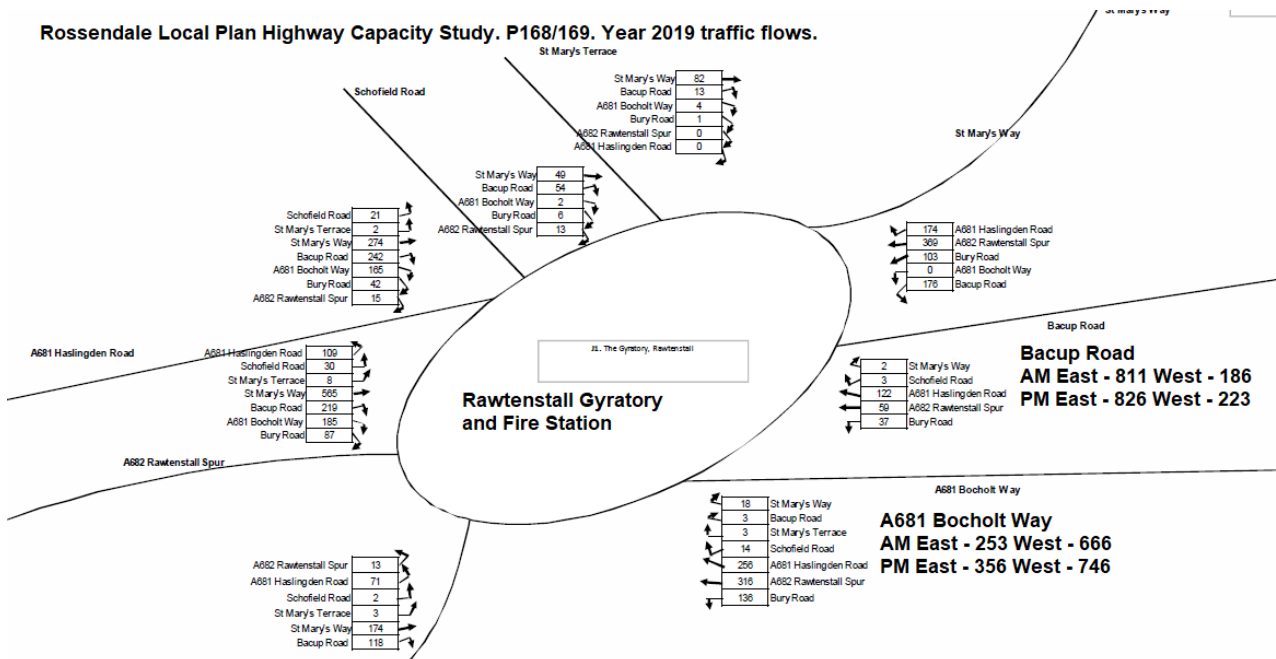 St Mary's Way
Rossendale Local Plan Highway Capacity Study. P168/169. Year 2019 traffic flows.
St Mary's Terrace
St Mary's Way 82
Bacup Road 13
A681 Bocholt Way 4
Bury Road 1
A682 Rawtenstall Spur 0
A681 Haslingden Road 0
Schofield Road
St Mary's Way
St Mary's Way 49
Bacup Road 54
A681 Bocholt Way 2
Bury Road 6
A682 Rawtenstall Spur 13
Schofield Road 21
St Mary's Terrace 2
St Mary's Way 274
Bacup Road 242
A681 Bocholt Way 165
Bury Road 42
A682 Rawtenstall Spur 15
174 A681 Haslingden Road
369 A682 Rawtenstall Spur
103 Bury Road
0 A681 Bocholt Way
176 Bacup Road
Bacup Road
A681 Haslingden Road
A681 Haslingden Road 109
Schofield Road 30
St Mary's Terrace 8
St Mary's Way 565
Bacup Road 219
A681 Bocholt Way 185
Bury Road 87
J1. The Gyratory, Rawtenstall
Rawtenstall Gyratory
and Fire Station
2 St Mary's Way
3 Schofield Road
122 A681 Haslingden Road
59 A682 Rawtenstall Spur
37 Bury Road
Bacup Road
AM East - 811 West - 186
PM East - 826 West - 223
A682 Rawtenstall Spur
A681 Bocholt Way
18 St Mary's Way
3 Bacup Road
3 St Mary's Terrace
14 Schofield Road
256 A681 Haslingden Road
316 A682 Rawtenstall Spur
136 Bury Road
A681 Bocholt Way
AM East - 253 West - 666
PM East - 356 West - 746
A682 Rawtenstall Spur 13
A681 Haslingden Road 71
Schofield Road 2
St Mary's Terrace 3
St Mary's Way 174
Bacup Road 118